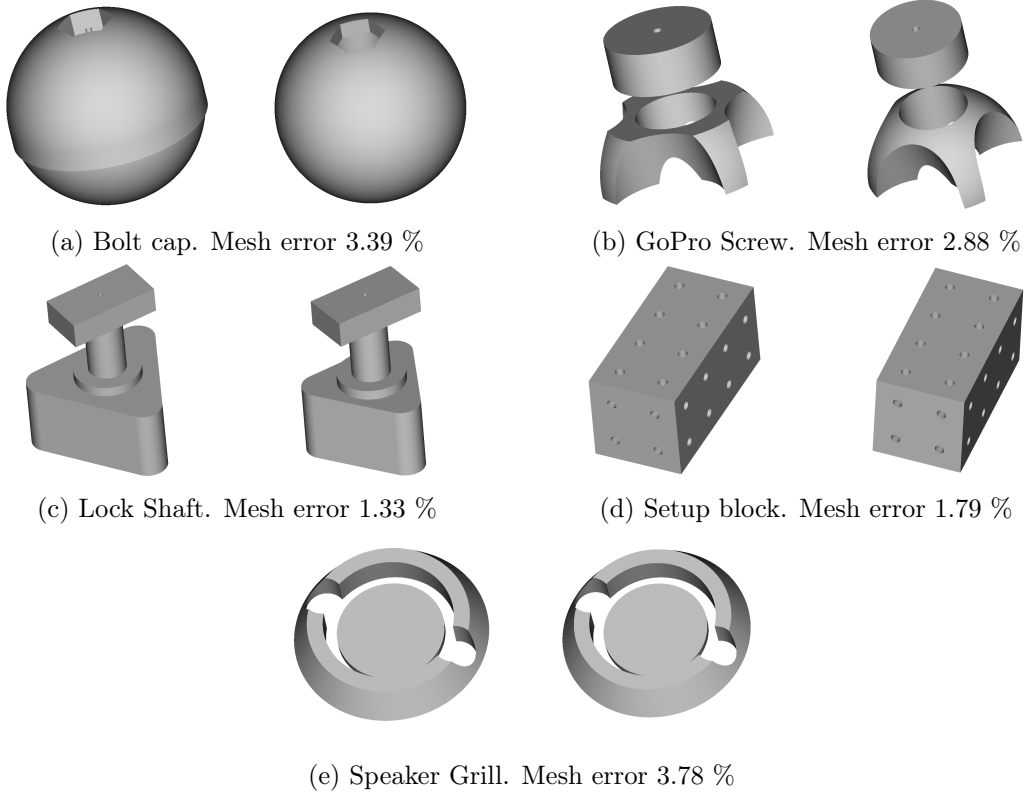 (a) Bolt cap. Mesh error 3.39 %
(b) GoPro Screw. Mesh error 2.88 %
(c) Lock Shaft. Mesh error 1.33 %
(d) Setup block. Mesh error 1.79 %
(e) Speaker Grill. Mesh error 3.78 %